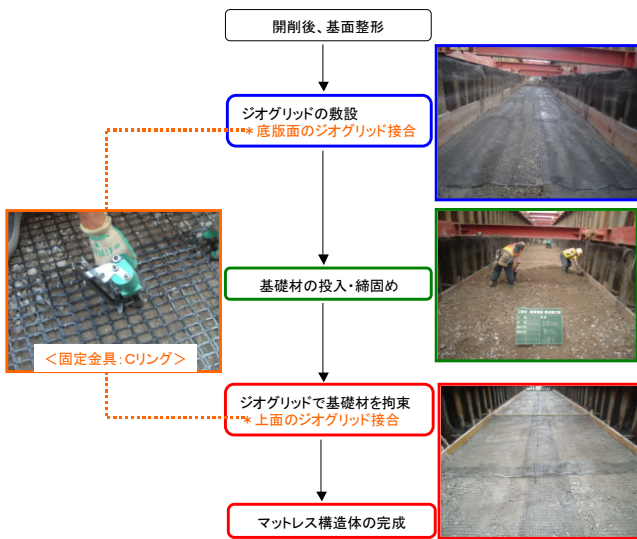 開削後、基面整形
ジオグリッドの敷設
＊底版面のジオグリッド接合
基礎材の投入・締固め
＜固定金具：Cリング＞
ジオグリッドで基礎材を拘束
＊上面のジオグリッド接合
マットレス構造体の完成